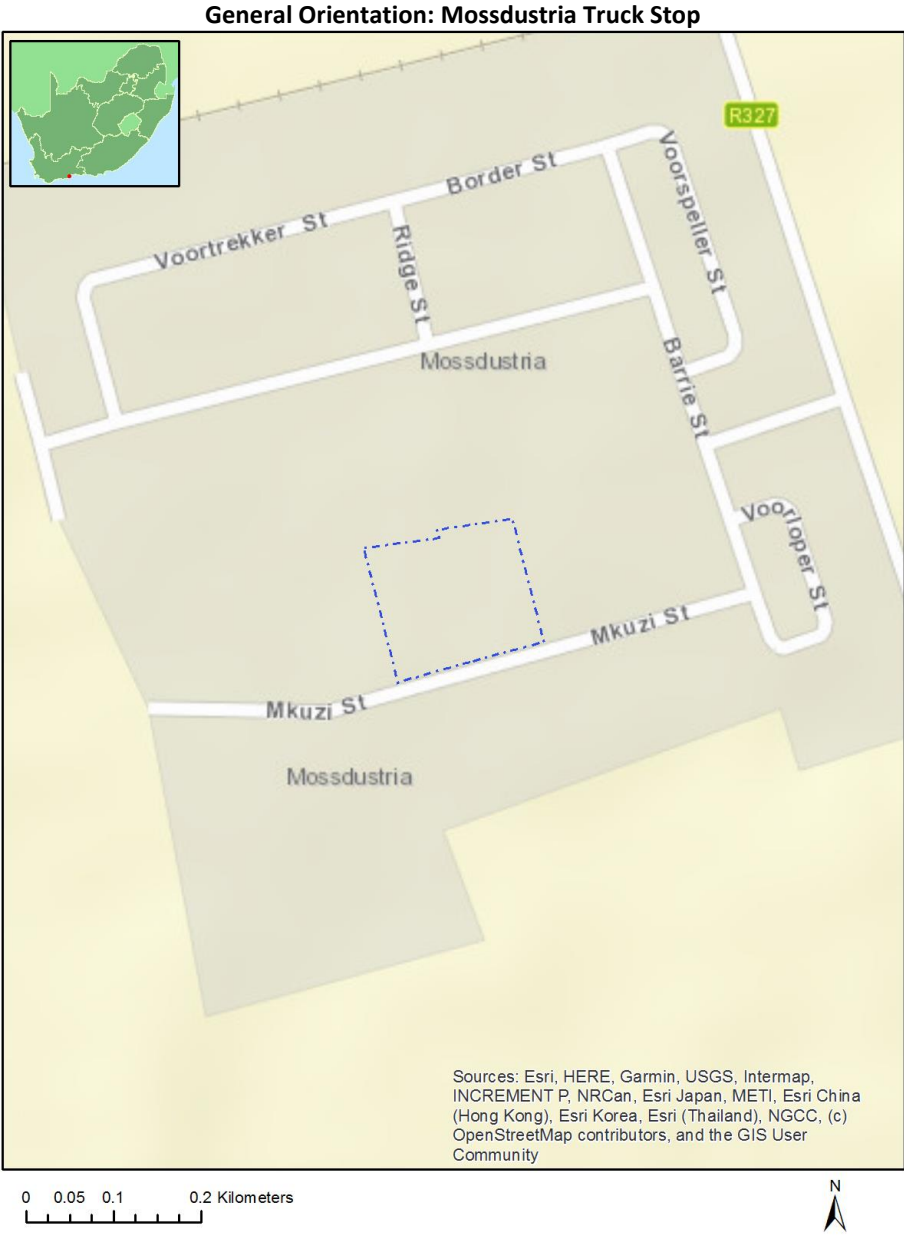 General Orientation: Mossdustria Truck Stop
R327
Border St
Voorspeller St
Voortrekker St
Ridge St
Mossdustria
Barrie St
Voorloper St
Mkuzi St
Mkuzi St
Mossdustria
Sources: Esri, HERE, Garmin, USGS, Intermap,
INCREMENT P, NRCan, Esri Japan, METI, Esri China
(Hong Kong), Esri Korea, Esri (Thailand), NGCC, (c)
OpenStreetMap contributors, and the GIS User
Community
0 0.05 0.1 0.2 Kilometers
N